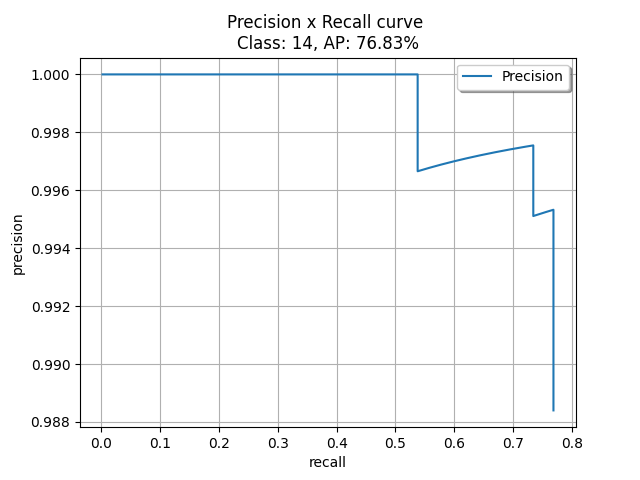 Precision x Recall curve
Class: 14, AP: 76.83%
Precision
1.000
0.998
0.996
0.994
0.992
0.990
0.988
precision
0.0 0.1 0.2 0.3 0.4 0.5 0.6 0.7 0.8
recall